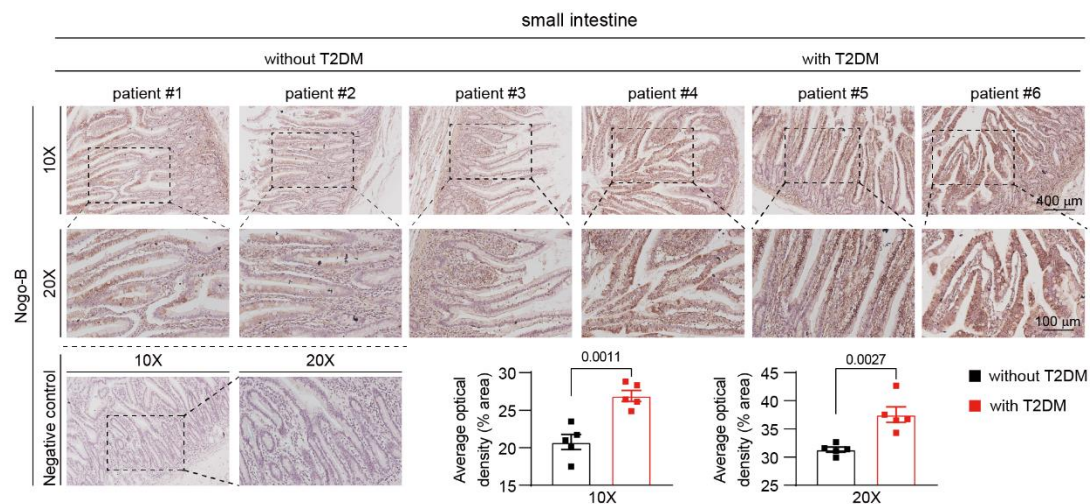 small intestine
without T2DM with T2DM
patient #1 patient #2 patient #3 patient #4 patient #5 patient #6
Nogo-B
10X
400 μm
20X
100 μm
Negative control
10X 20X
Average optical
density (% area)
30
25
20
15
0.0011
10X
Average optical
density (% area)
45
40
35
30
25
0.0027
20X
without T2DM
with T2DM